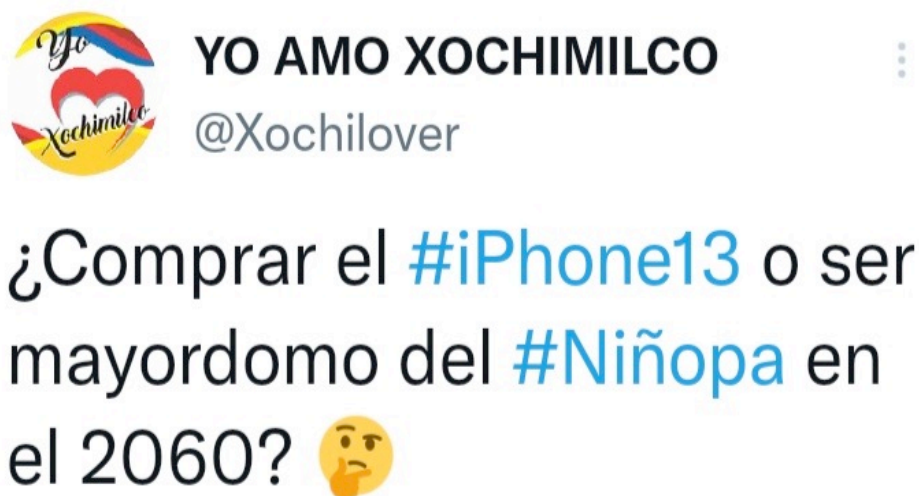 Yo
Xochimilco
YO AMO XOCHIMILCO
@Xochilover
¿Comprar el #iPhone13 o ser
mayordomo del #Niñopa en
el 2060? 🤔